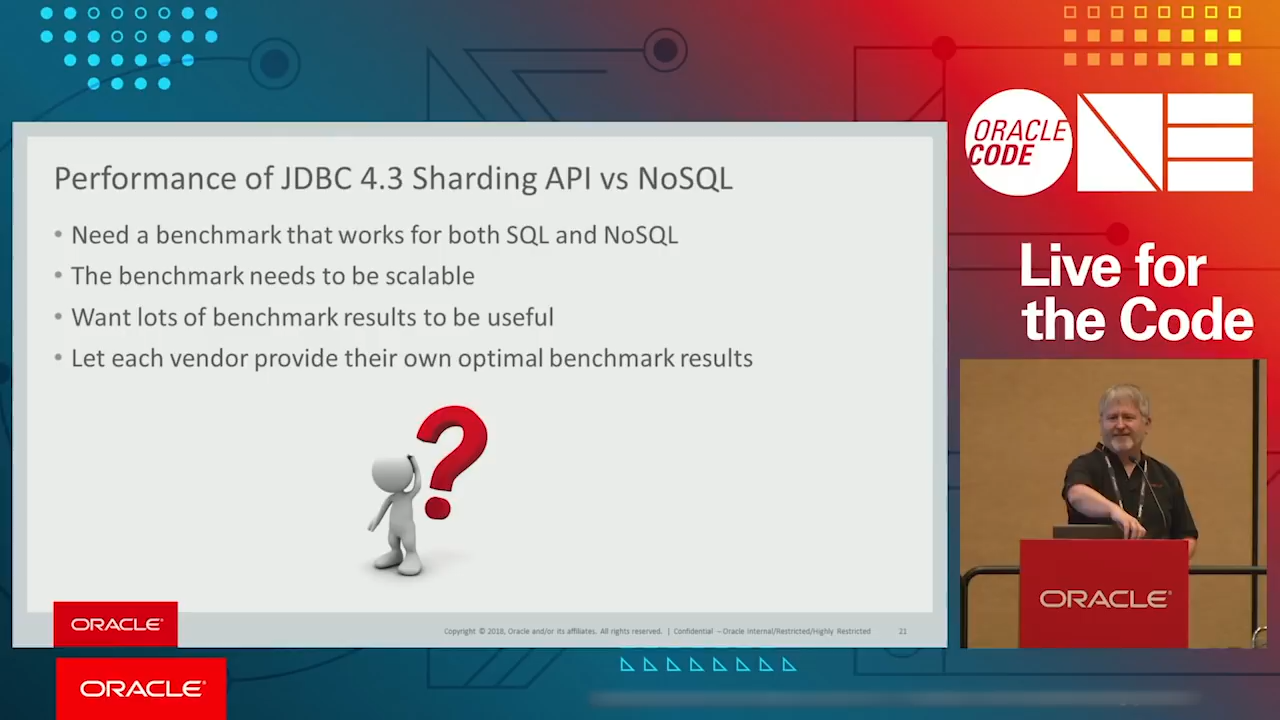 Performance of JDBC 4.3 Sharding API vs NoSQL
• Need a benchmark that works for both SQL and NoSQL
• The benchmark needs to be scalable
• Want lots of benchmark results to be useful
• Let each vendor provide their own optimal benchmark results
?
ORACLE®
Copyright © 2018, Oracle and/or its affiliates. All rights reserved. | Confidential – Oracle Internal/Restricted/Highly Restricted 21
ORACLE®
ORACLE
CODE
ONE
Live for
the Code
ORACLE®